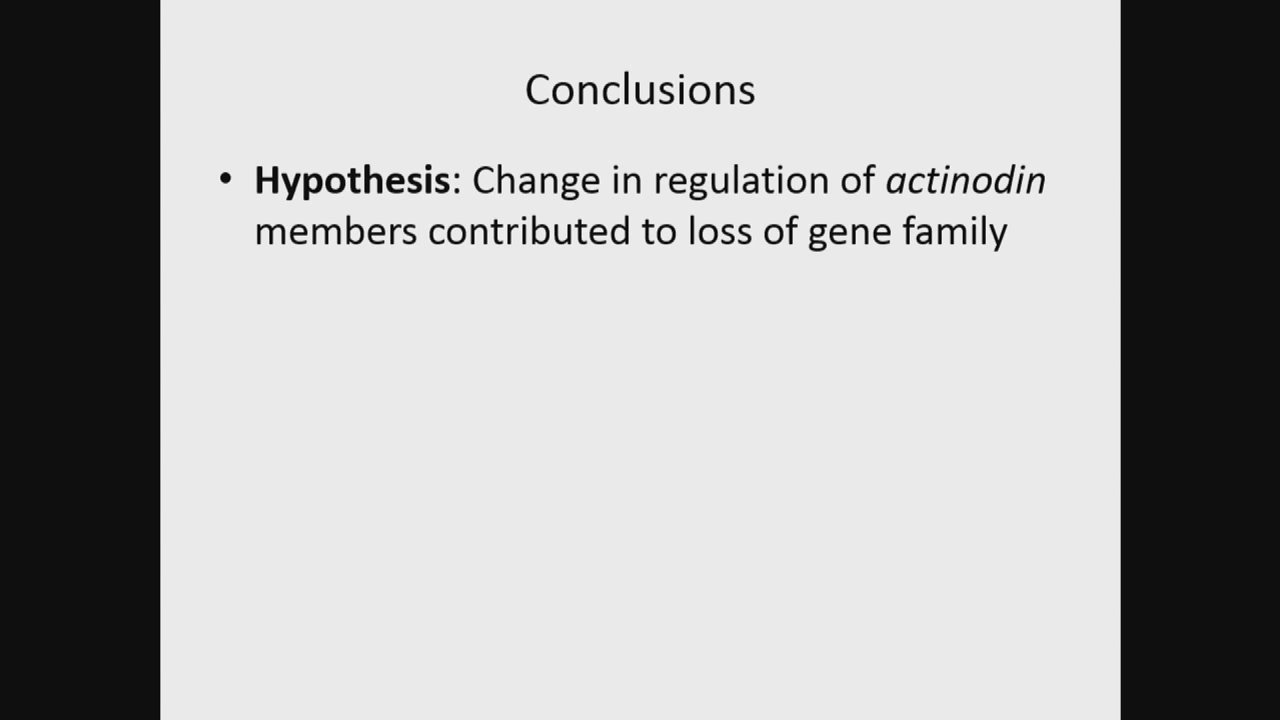 Conclusions
• Hypothesis: Change in regulation of actinodin
members contributed to loss of gene family